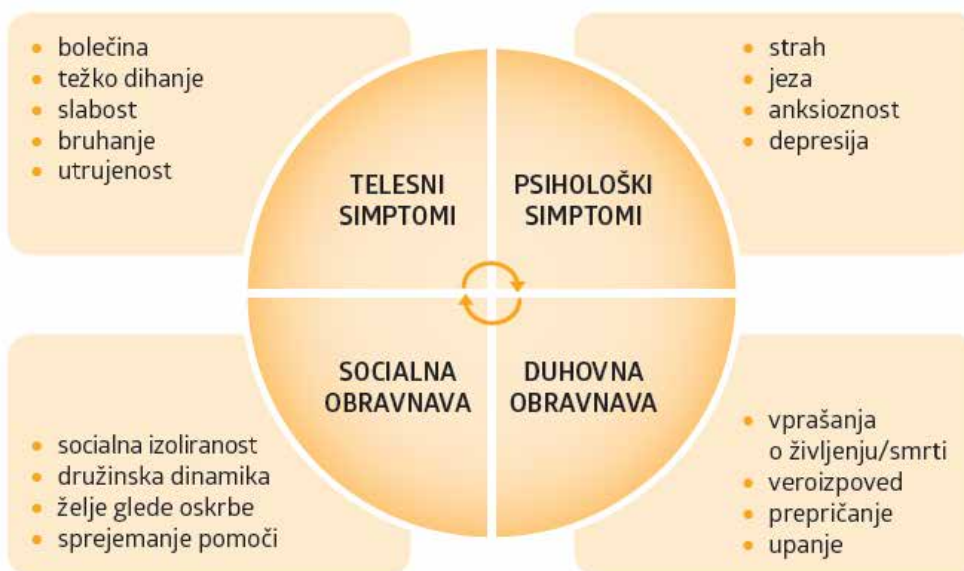 • bolečina
• težko dihanje
• slabost
• bruhanje
• utrujenost
TELESNI
SIMPTOMI
• strah
• jeza
• anksioznost
• depresija
PSIHOLOŠKI
SIMPTOMI
SOCIALNA
OBRAVNAVA
• socialna izoliranost
• družinska dinamika
• želje glede oskrbe
• sprejemanje pomoči
DUHOVNA
OBRAVNAVA
• vprašanja
o življenju/smrti
• veroizpoved
• prepričanje
• upanje